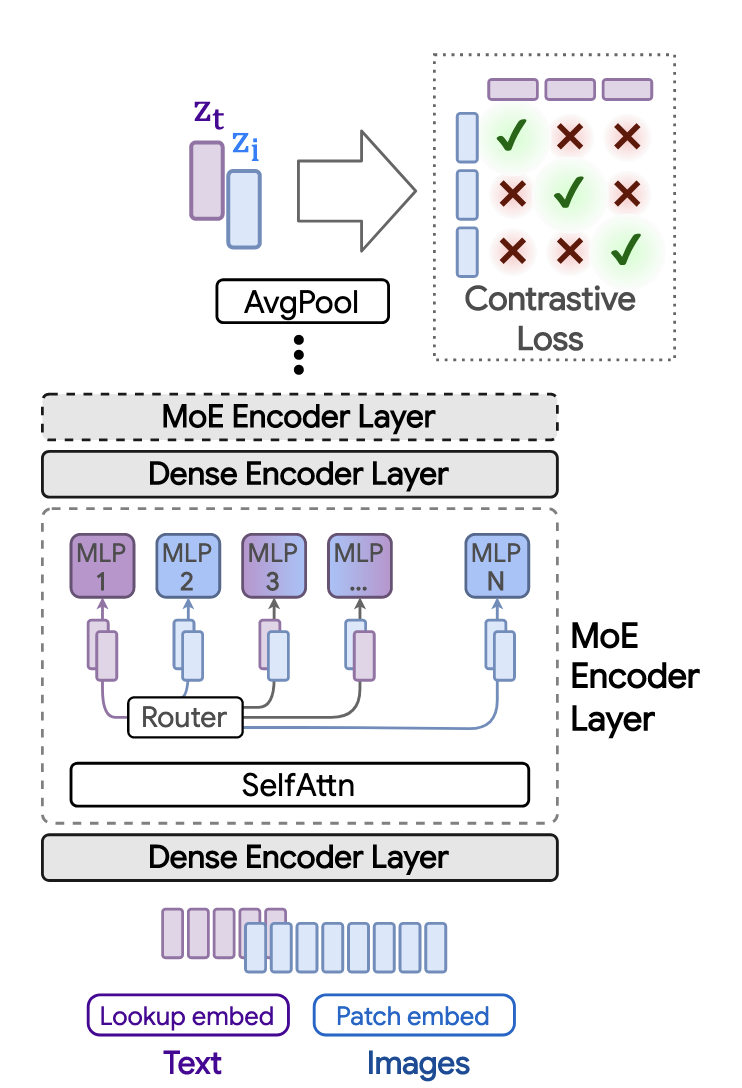 z_t
z_i
Contrastive
Loss
AvgPool
MoE Encoder Layer
Dense Encoder Layer
MLP
1
MLP
2
MLP
3
MLP
...
MLP
N
Router
SelfAttn
MoE
Encoder
Layer
Dense Encoder Layer
Lookup embed
Patch embed
Text
Images